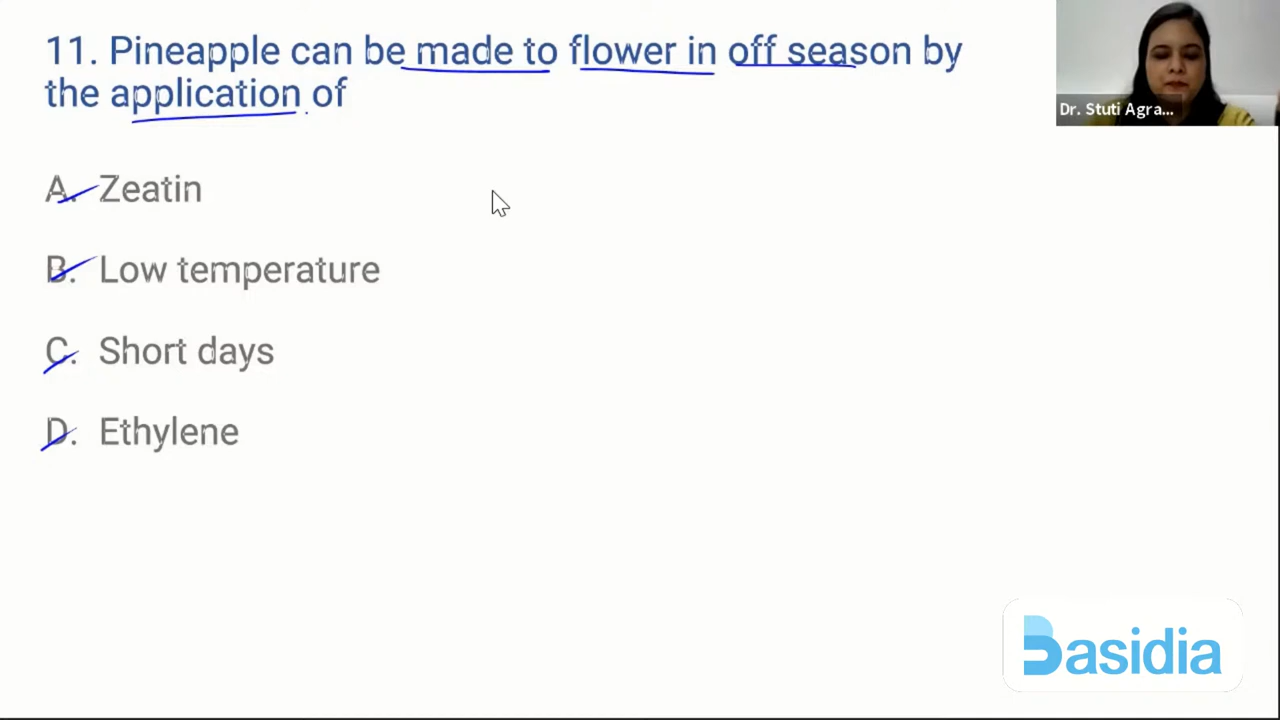 11. Pineapple can be made to flower in off season by
the application of
Dr. Stuti Agra...
A. Zeatin
B. Low temperature
C. Short days
D. Ethylene
Basidia